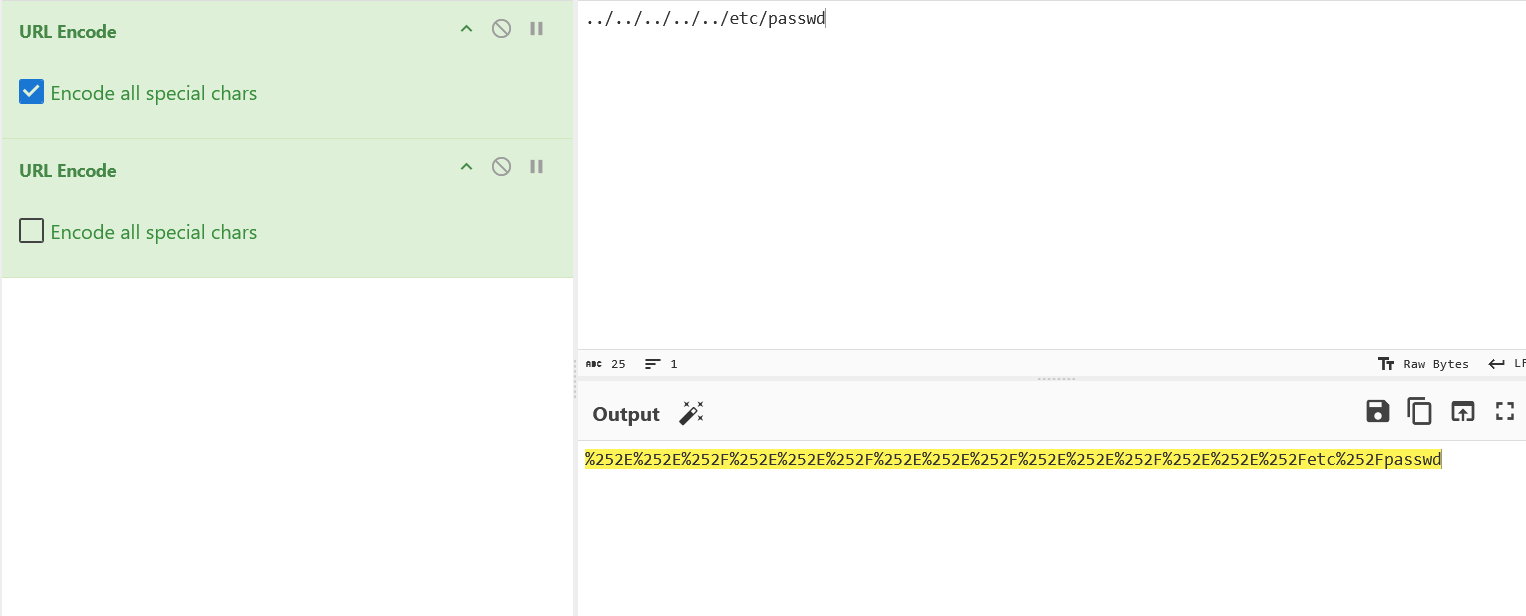 URL Encode
Encode all special chars
URL Encode
Encode all special chars
../../../../../etc/passwd
ABC 25 1
Raw Bytes LF
Output
%252E%252E%252F%252E%252E%252F%252E%252E%252F%252E%252E%252F%252E%252E%252Fetc%252Fpasswd